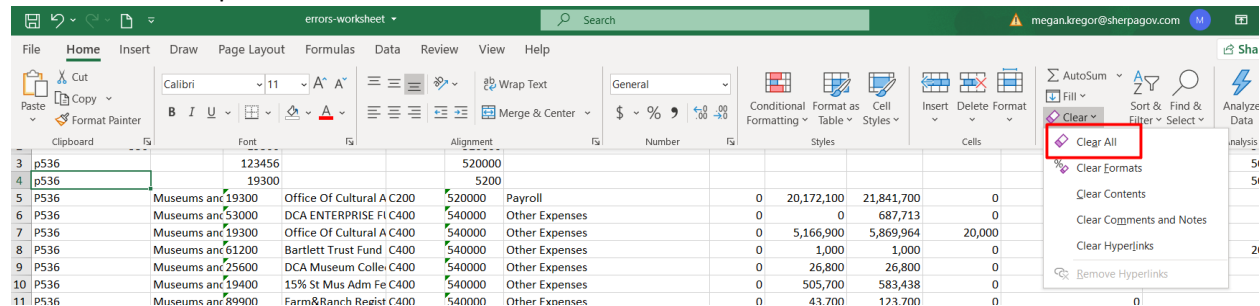 errors-worksheet
Search
megan.kregor@sherpagov.com M
File Home Insert Draw Page Layout Formulas Data Review View Help
Sha
Paste
Cut
Copy
Format Painter
Clipboard
Calibri 11 A^ A˅
B I U A
Font
ab Wrap Text
Merge & Center
Alignment
General
$ % 9
Number
Conditional Formatting
Format as Table
Cell Styles
Styles
Insert Delete Format
Cells
AutoSum
Fill
Clear
Sort & Filter
Find & Select
Analyze Data
Analysis
Clear All
Clear Formats
Clear Contents
Clear Comments and Notes
Clear Hyperlinks
Remove Hyperlinks
3 p536 123456 520000
4 p536 19300 5200
5 P536 Museums and 19300 Office Of Cultural A C200 520000 Payroll 0 20,172,100 21,841,700 0
6 P536 Museums and 53000 DCA ENTERPRISE FU C400 540000 Other Expenses 0 0 687,713 0
7 P536 Museums and 19300 Office Of Cultural A C400 540000 Other Expenses 0 5,166,900 5,869,964 20,000
8 P536 Museums and 61200 Bartlett Trust Fund C400 540000 Other Expenses 0 1,000 1,000 0
9 P536 Museums and 25600 DCA Museum Colle C400 540000 Other Expenses 0 26,800 26,800 0
10 P536 Museums and 19400 15% St Mus Adm Fe C400 540000 Other Expenses 0 505,700 583,438 0
11 P536 Museums and 89900 Farm&Ranch Regist C400 540000 Other Expenses 0 43,700 123,700 0 0